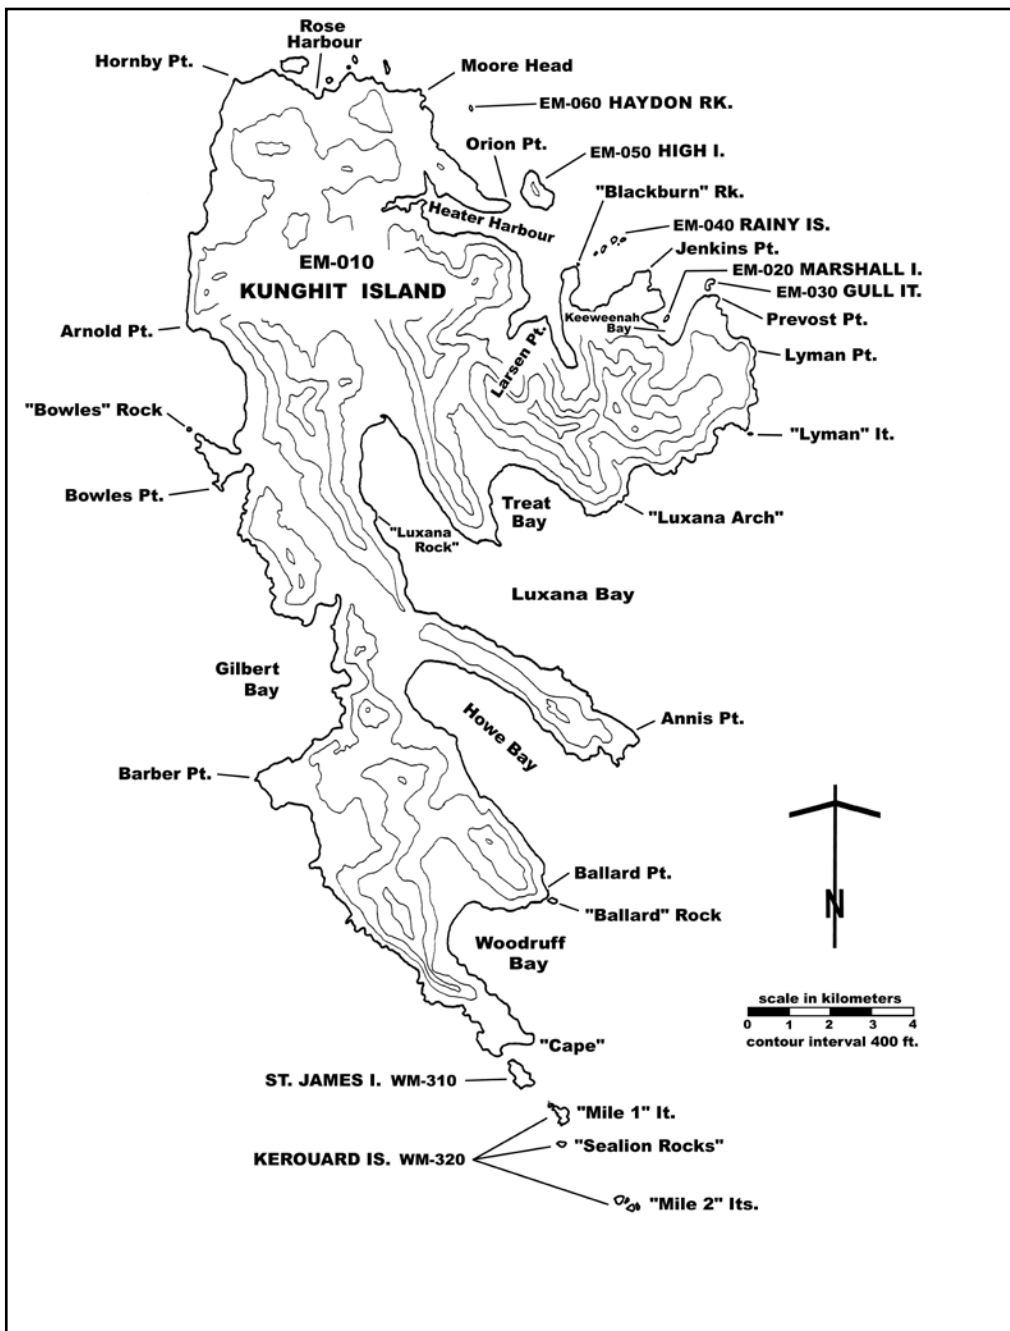 Rose
Harbour
Hornby Pt.
Moore Head
EM-060 HAYDON RK.
Orion Pt.
EM-050 HIGH I.
"Blackburn" Rk.
Heater Harbour
EM-040 RAINY IS.
Jenkins Pt.
EM-010
KUNGHIT ISLAND
EM-020 MARSHALL I.
EM-030 GULL IT.
Keeweenah
Bay
Prevost Pt.
Arnold Pt.
Larsen Pt.
Lyman Pt.
"Bowles" Rock
"Lyman" It.
Bowles Pt.
Treat
Bay
"Luxana Arch"
"Luxana
Rock"
Luxana Bay
Gilbert
Bay
Howe Bay
Annis Pt.
Barber Pt.
Ballard Pt.
"Ballard" Rock
N
Woodruff
Bay
scale in kilometers
0 1 2 3 4
contour interval 400 ft.
"Cape"
ST. JAMES I. WM-310
"Mile 1" It.
"Sealion Rocks"
KEROUARD IS. WM-320
"Mile 2" Its.